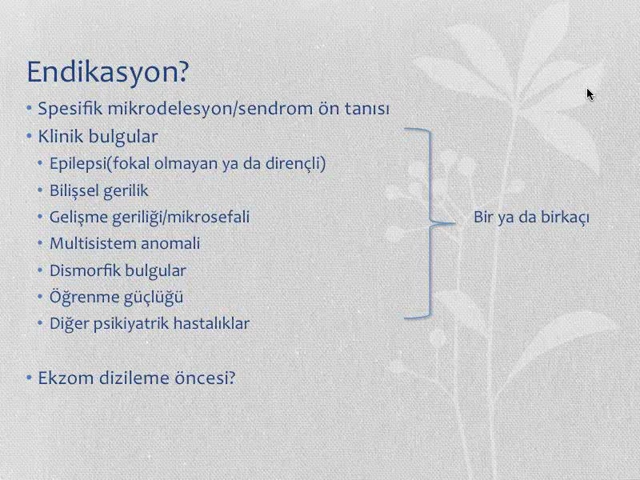 Endikasyon?
• Spesifik mikrodelesyon/sendrom ön tanısı
• Klinik bulgular
• Epilepsi(fokal olmayan ya da dirençli)
• Bilişsel gerilik
• Gelişme geriliği/mikrosefali
• Multisistem anomali
• Dismorfik bulgular
• Öğrenme güçlüğü
• Diğer psikiyatrik hastalıklar
Bir ya da birkaçı
• Ekzom dizileme öncesi?